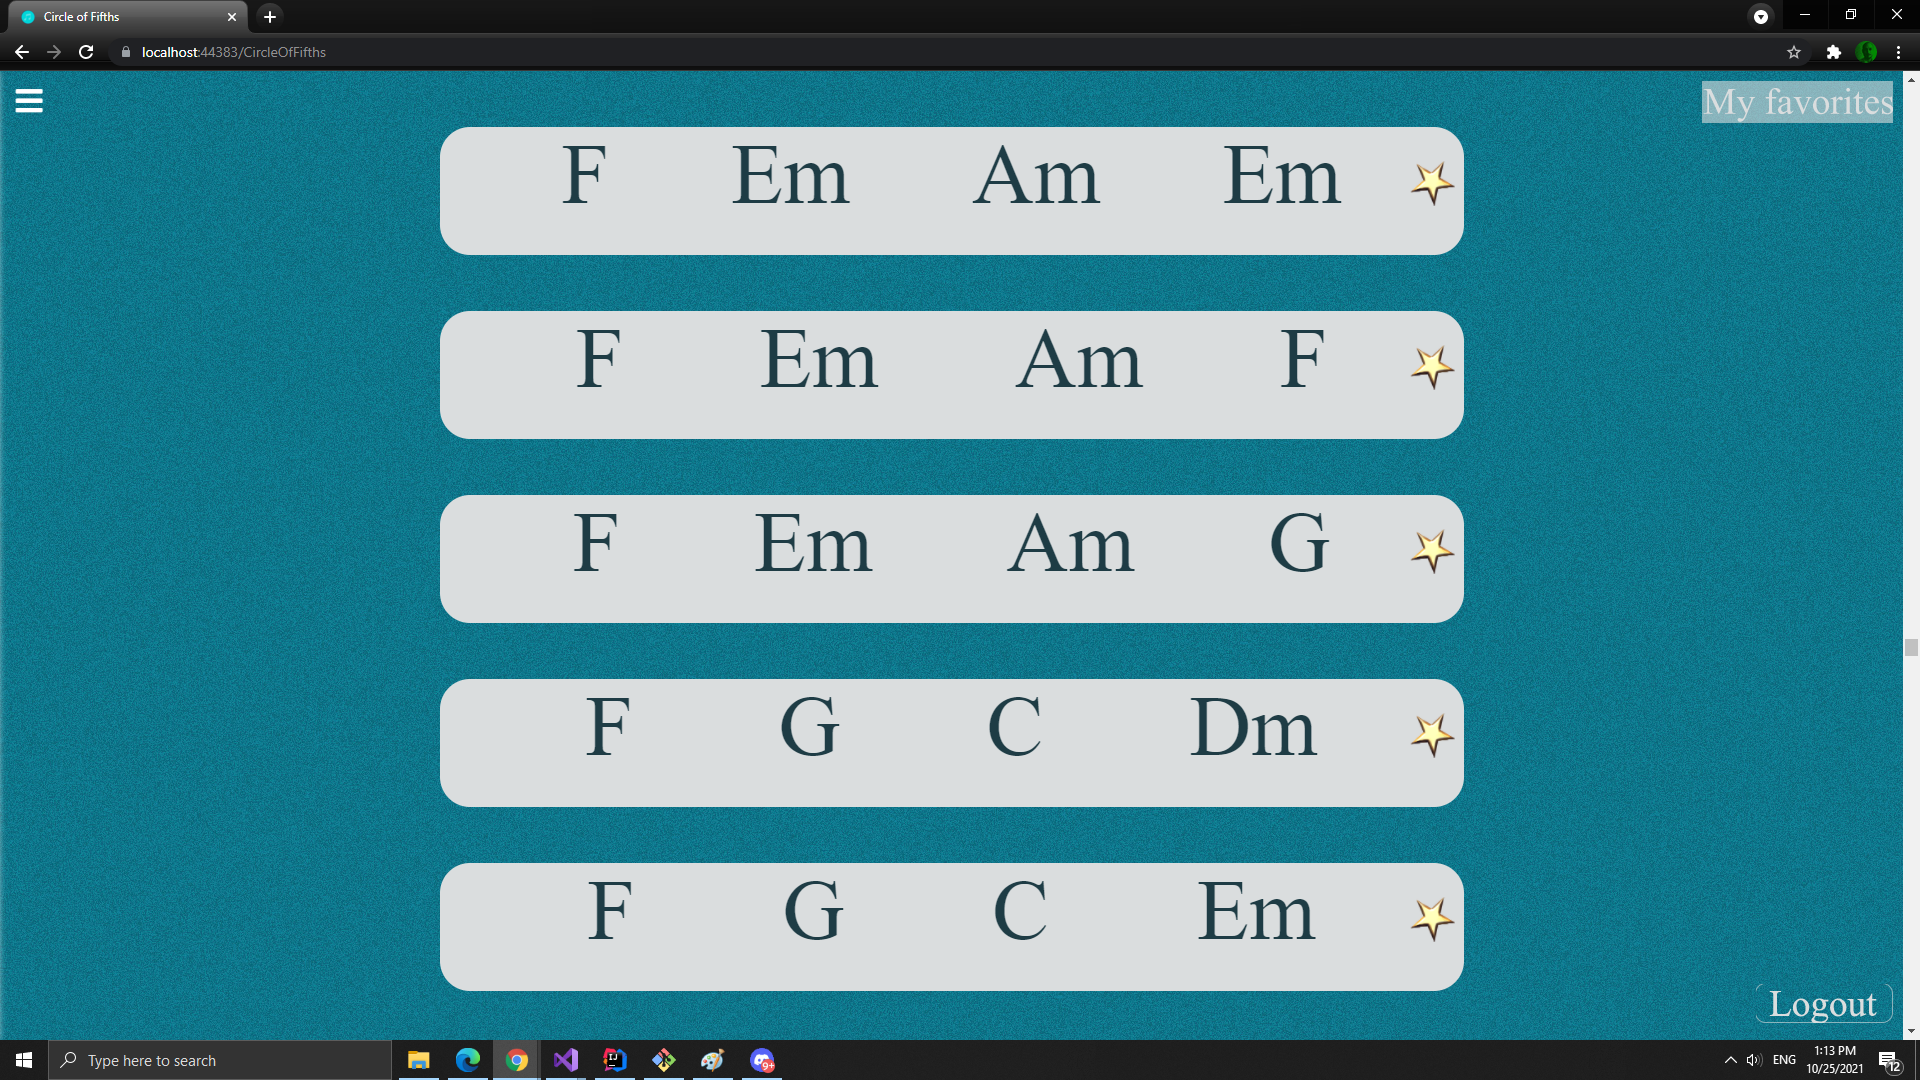 Circle of Fifths
localhost:44383/CircleOfFifths
My favorites
F Em Am Em
F Em Am F
F Em Am G
F G C Dm
F G C Em
Logout
Type here to search
9+
ENG
1:13 PM
10/25/2021
12